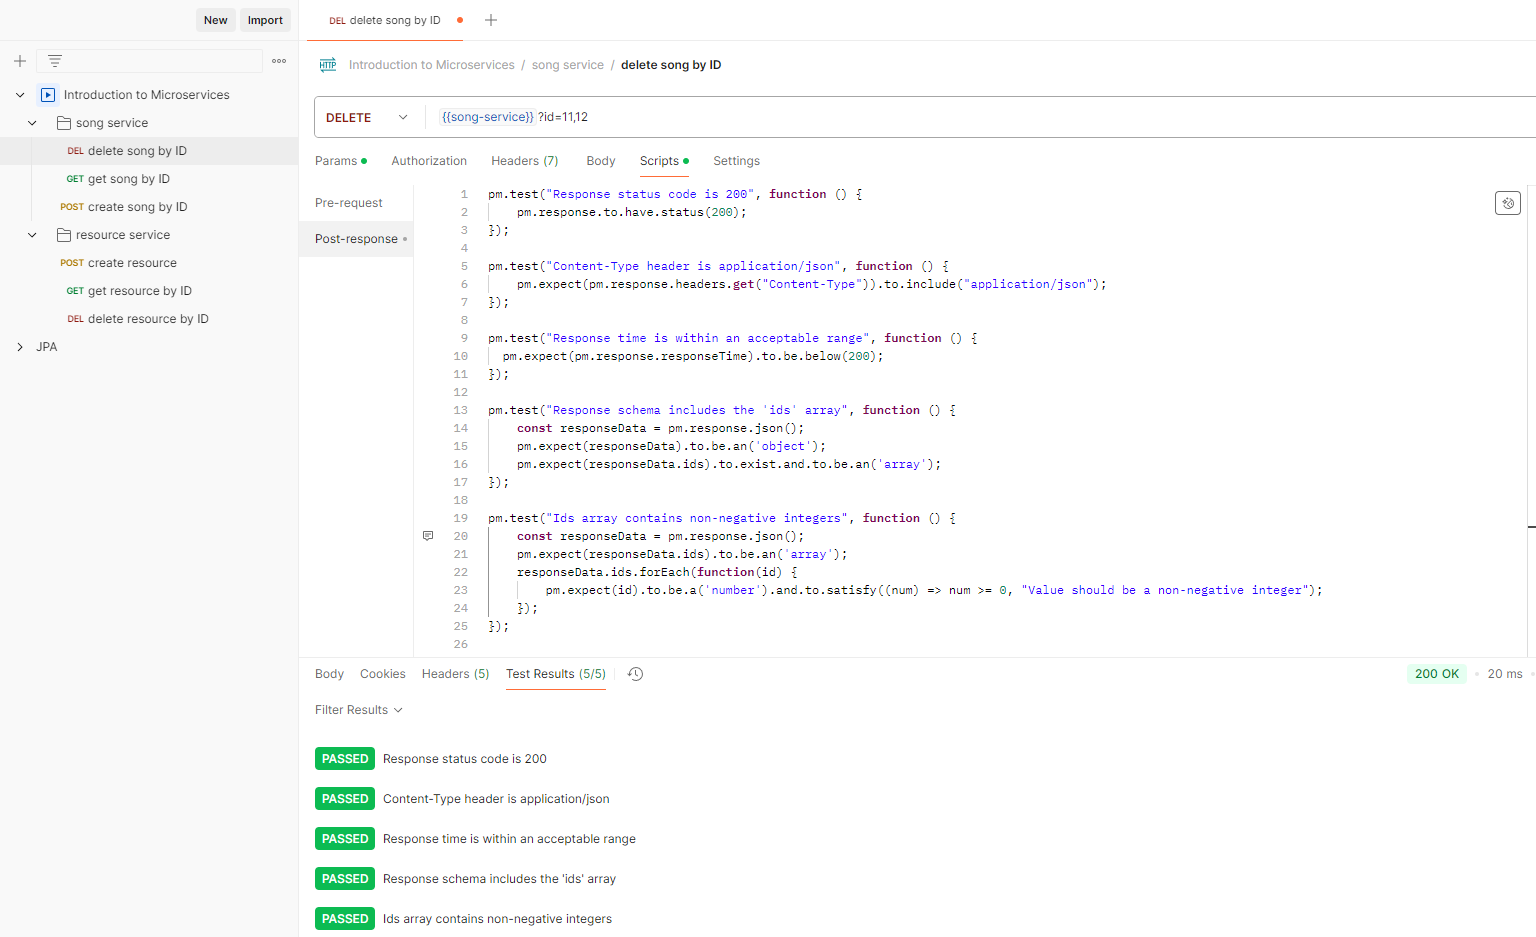 New Import
DEL delete song by ID
Introduction to Microservices / song service / delete song by ID
Introduction to Microservices
song service
DEL delete song by ID
GET get song by ID
POST create song by ID
resource service
POST create resource
GET get resource by ID
DEL delete resource by ID
JPA
DELETE {{song-service}} ?id=11,12
Params Authorization Headers (7) Body Scripts Settings
Pre-request
Post-response
1 pm.test("Response status code is 200", function () {
2 pm.response.to.have.status(200);
3 });
4
5 pm.test("Content-Type header is application/json", function () {
6 pm.expect(pm.response.headers.get("Content-Type")).to.include("application/json");
7 });
8
9 pm.test("Response time is within an acceptable range", function () {
10 pm.expect(pm.response.responseTime).to.be.below(200);
11 });
12
13 pm.test("Response schema includes the 'ids' array", function () {
14 const responseData = pm.response.json();
15 pm.expect(responseData).to.be.an('object');
16 pm.expect(responseData.ids).to.exist.and.to.be.an('array');
17 });
18
19 pm.test("Ids array contains non-negative integers", function () {
20 const responseData = pm.response.json();
21 pm.expect(responseData.ids).to.be.an('array');
22 responseData.ids.forEach(function(id) {
23 pm.expect(id).to.be.a('number').and.to.satisfy((num) => num >= 0, "Value should be a non-negative integer");
24 });
25 });
26
Body Cookies Headers (5) Test Results (5/5) 200 OK 20 ms
Filter Results
PASSED Response status code is 200
PASSED Content-Type header is application/json
PASSED Response time is within an acceptable range
PASSED Response schema includes the 'ids' array
PASSED Ids array contains non-negative integers